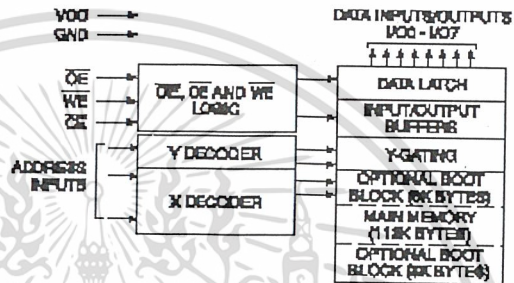 VCC
GND
OE
WE
CE
ADDRESS
INPUTS
OE, CE AND WE
LOGIC
Y DECODER
X DECODER
DATA INPUTS/OUTPUTS
I/O0 - I/O7
DATA LATCH
INPUT/OUTPUT
BUFFERS
Y-GATING
OPTIONAL BOOT
BLOCK (8K BYTES)
MAIN MEMORY
(112K BYTES)
OPTIONAL BOOT
BLOCK (8K BYTES)